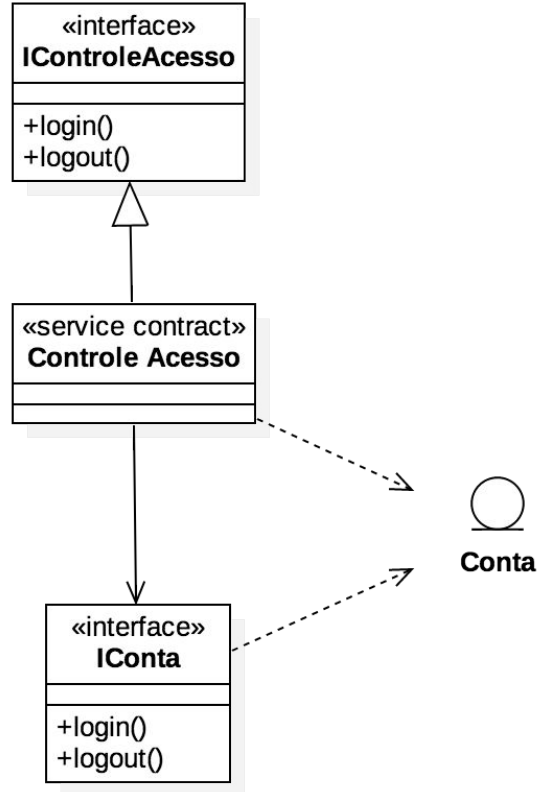 «interface»
IControleAcesso
+login()
+logout()
«service contract»
Controle Acesso
Conta
«interface»
IConta
+login()
+logout()